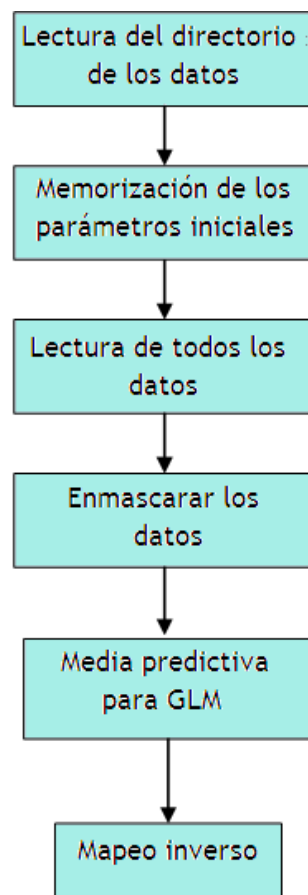 Lectura del directorio
de los datos
Memorización de los
parámetros iniciales
Lectura de todos los
datos
Enmascarar los
datos
Media predictiva
para GLM
Mapeo inverso